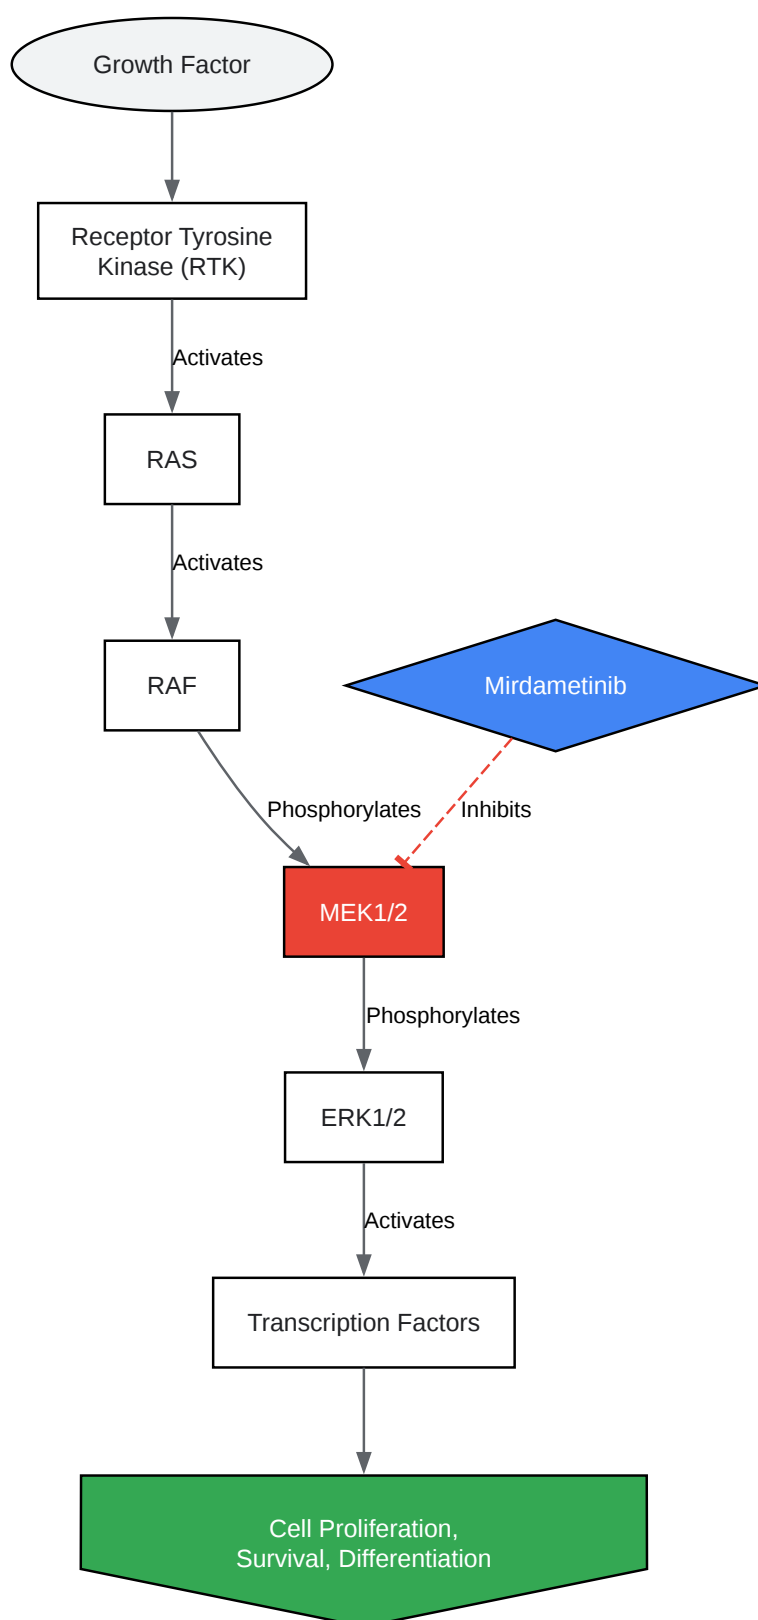 Growth Factor
Receptor Tyrosine
Kinase (RTK)
Activates
RAS
Activates
RAF
Mirdametinib
Phosphorylates
Inhibits
MEK1/2
Phosphorylates
ERK1/2
Activates
Transcription Factors
Cell Proliferation,
Survival, Differentiation